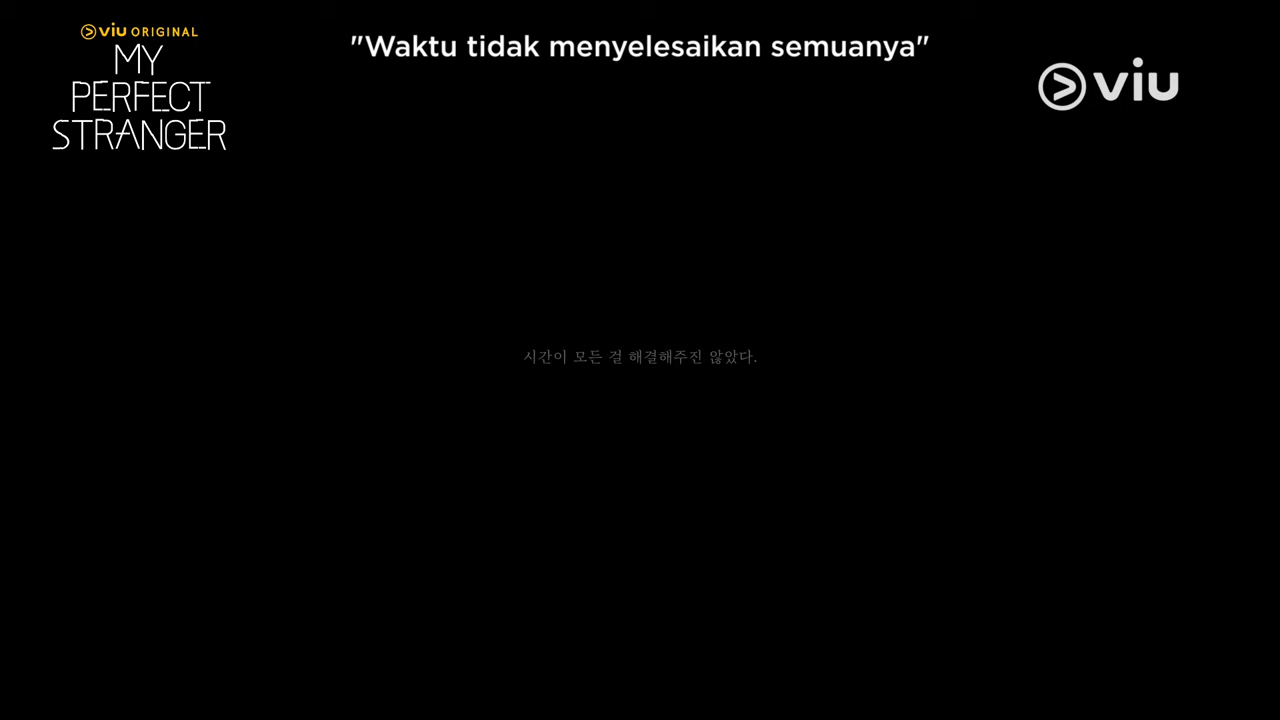 viu ORIGINAL
MY
PERFECT
STRANGER
"Waktu tidak menyelesaikan semuanya"
viu
시간이 모든 걸 해결해주진 않았다.